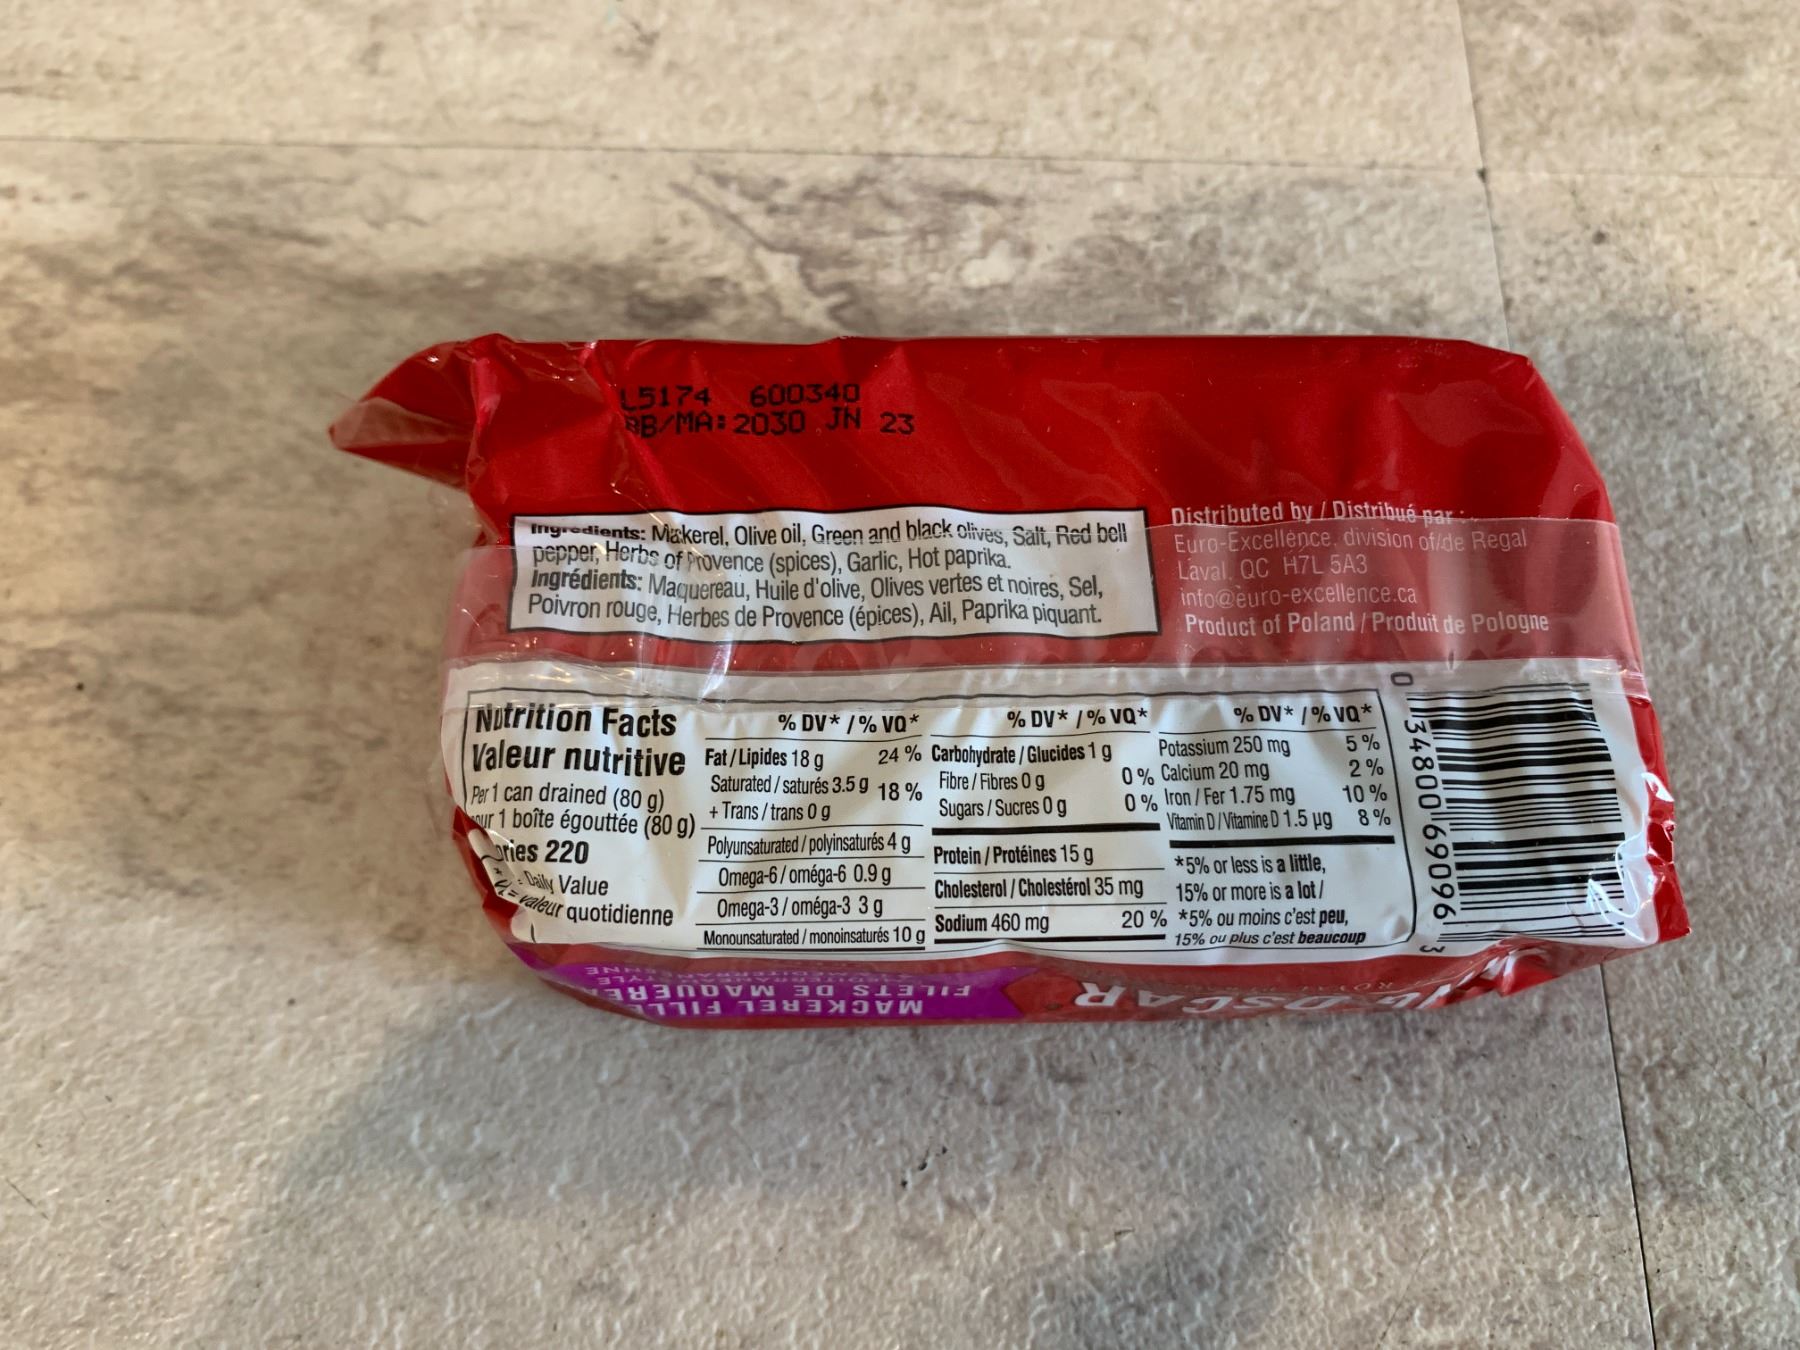 L5174 600340
BB/MA: 2030 JN 23
Ingredients: Mackerel, Olive oil, Green and black olives, Salt, Red bell
pepper, Herbs of Provence (spices), Garlic, Hot paprika.
Ingrédients: Maquereau, Huile d'olive, Olives vertes et noires, Sel,
Poivron rouge, Herbes de Provence (épices), Ail, Paprika piquant.
Distributed by / Distribué par :
Euro-Excellence, division of/de Regal
Laval, QC H7L 5A3
info@euro-excellence.ca
Product of Poland / Produit de Pologne
Nutrition Facts
Valeur nutritive
Per 1 can drained (80 g)
pour 1 boîte égouttée (80 g)
220
= Daily Value
= valeur quotidienne
% DV* / % VQ*
Fat / Lipides 18 g 24 %
Saturated / saturés 3.5 g 18 %
+ Trans / trans 0 g
Polyunsaturated / polyinsaturés 4 g
Omega-6 / oméga-6 0.9 g
Omega-3 / oméga-3 3 g
Monounsaturated / monoinsaturés 10 g
% DV* / % VQ*
Carbohydrate / Glucides 1 g
Fibre / Fibres 0 g 0 %
Sugars / Sucres 0 g 0 %
Protein / Protéines 15 g
Cholesterol / Cholestérol 35 mg
Sodium 460 mg 20 %
% DV* / % VQ*
Potassium 250 mg 5 %
Calcium 20 mg 2 %
Iron / Fer 1.75 mg 10 %
Vitamin D / Vitamine D 1.5 µg 8 %
*5% or less is a little,
15% or more is a lot /
*5% ou moins c'est peu,
15% ou plus c'est beaucoup
0 34800 69096 3
OSCAR
MACKEREL
FILETS DE